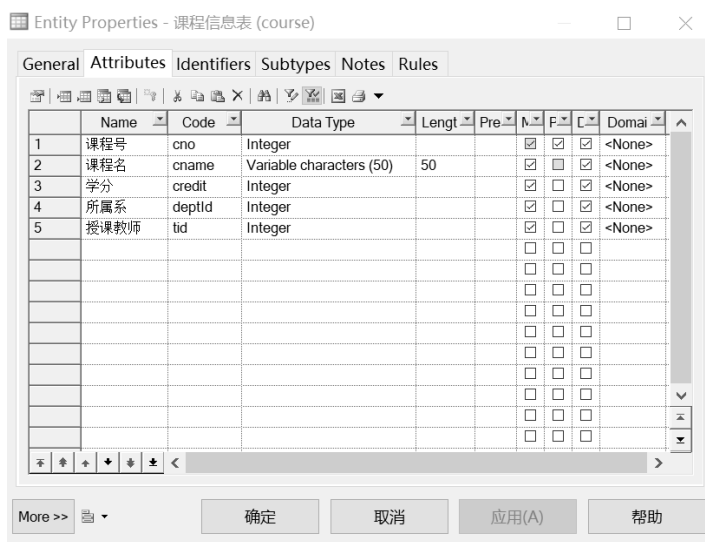 Entity Properties - 课程信息表 (course)
General Attributes Identifiers Subtypes Notes Rules
Name Code Data Type Lengt Pre M F D Domai
1 课程号 cno Integer <None>
2 课程名 cname Variable characters (50) 50 <None>
3 学分 credit Integer <None>
4 所属系 deptId Integer <None>
5 授课教师 tid Integer <None>
More >> 确定 取消 应用(A) 帮助